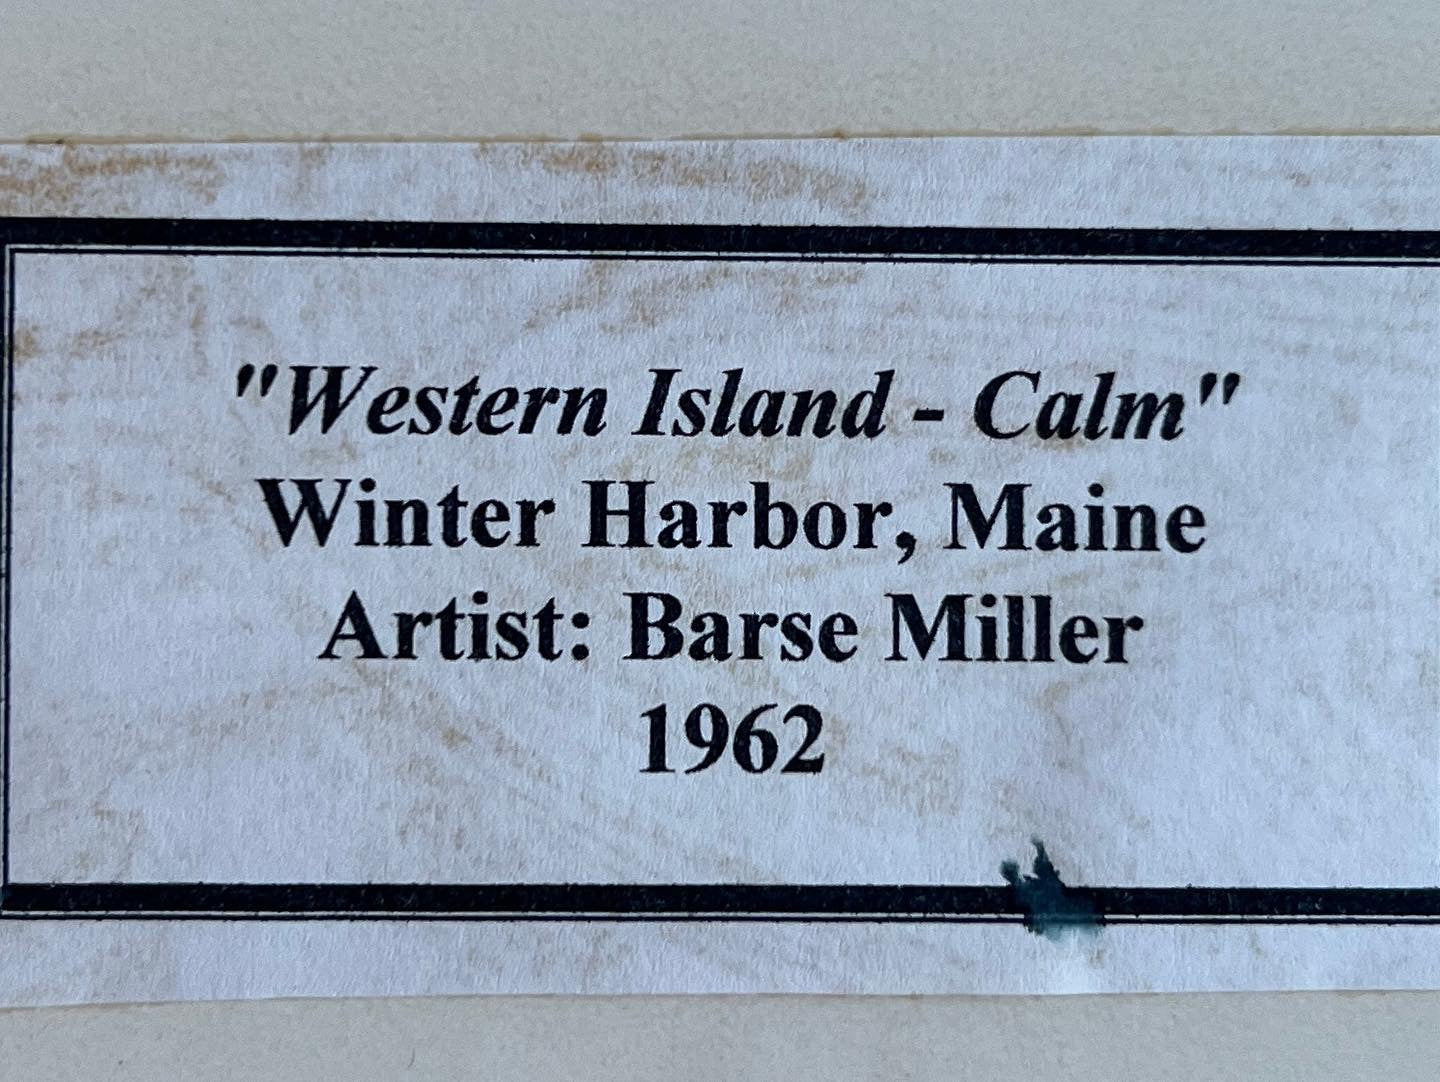 "Western Island - Calm"
Winter Harbor, Maine
Artist: Barse Miller
1962